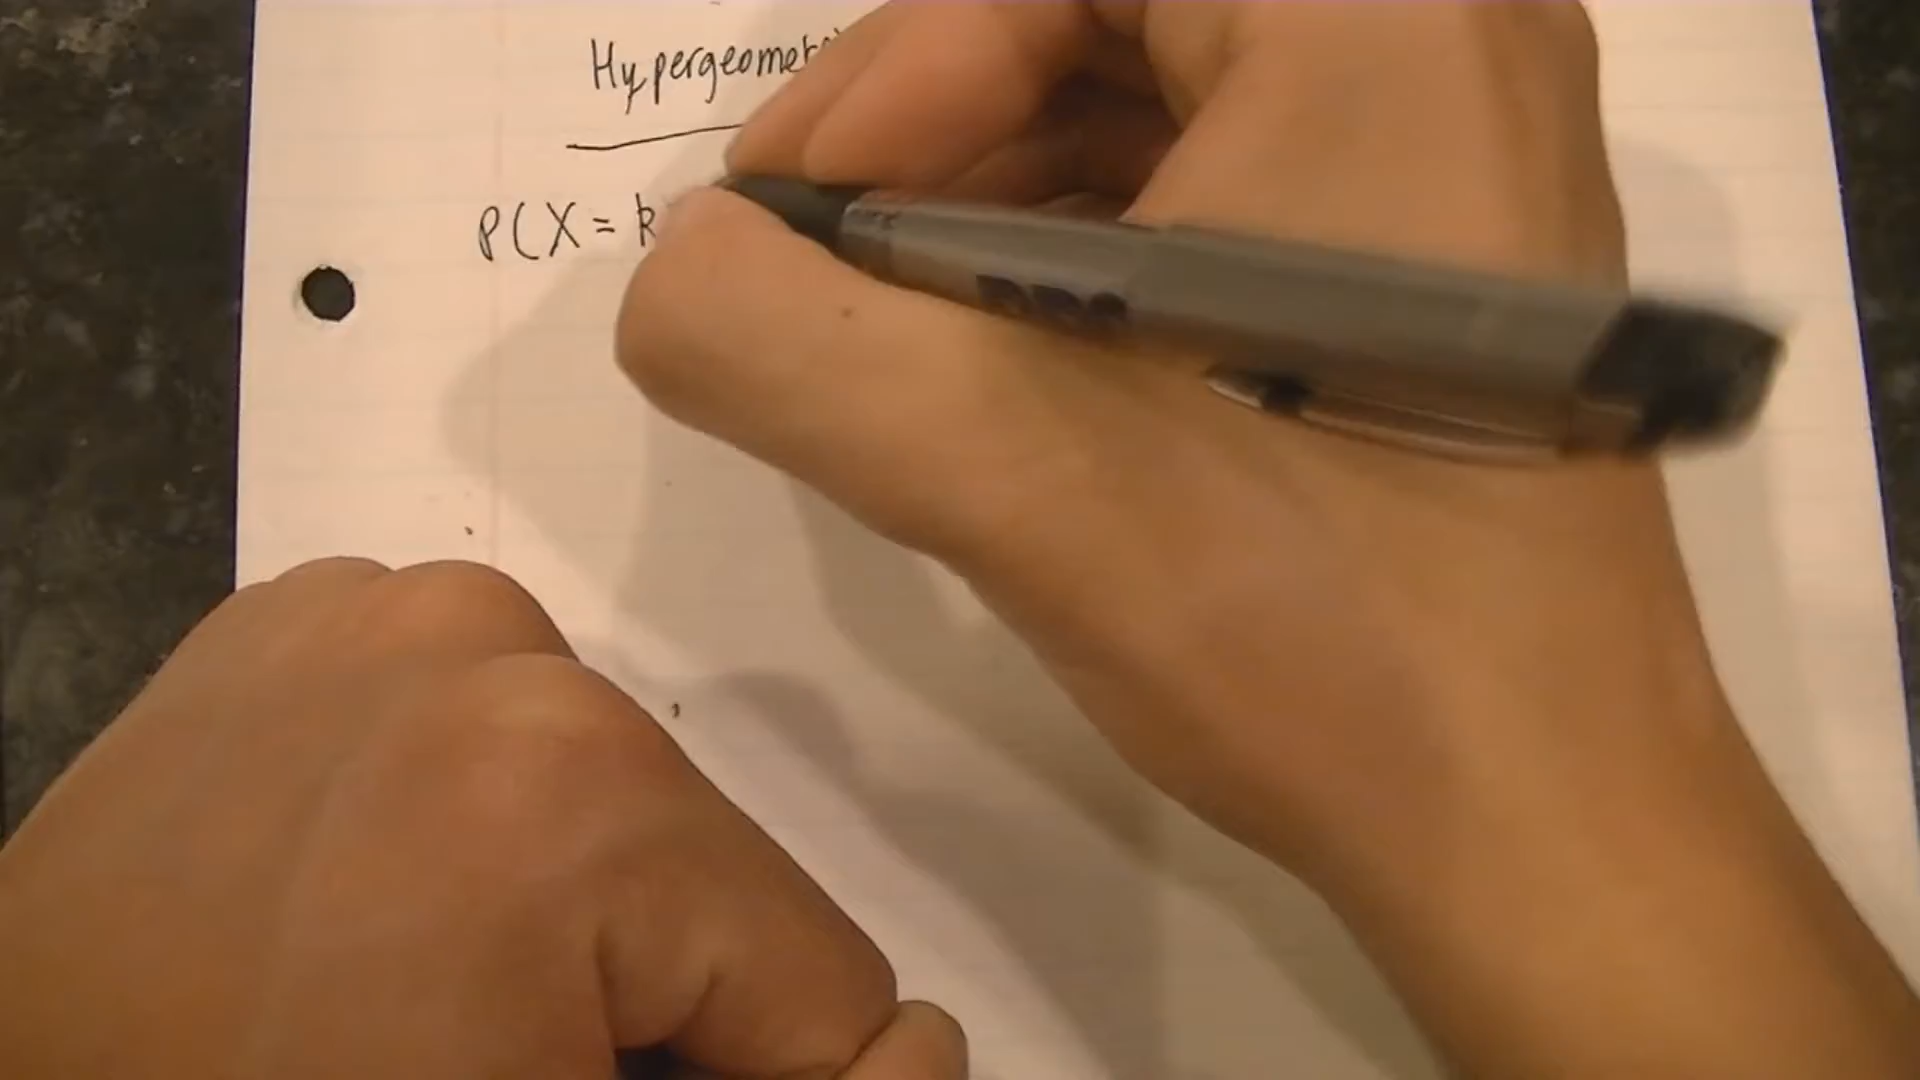 Hypergeomet
P(X = k